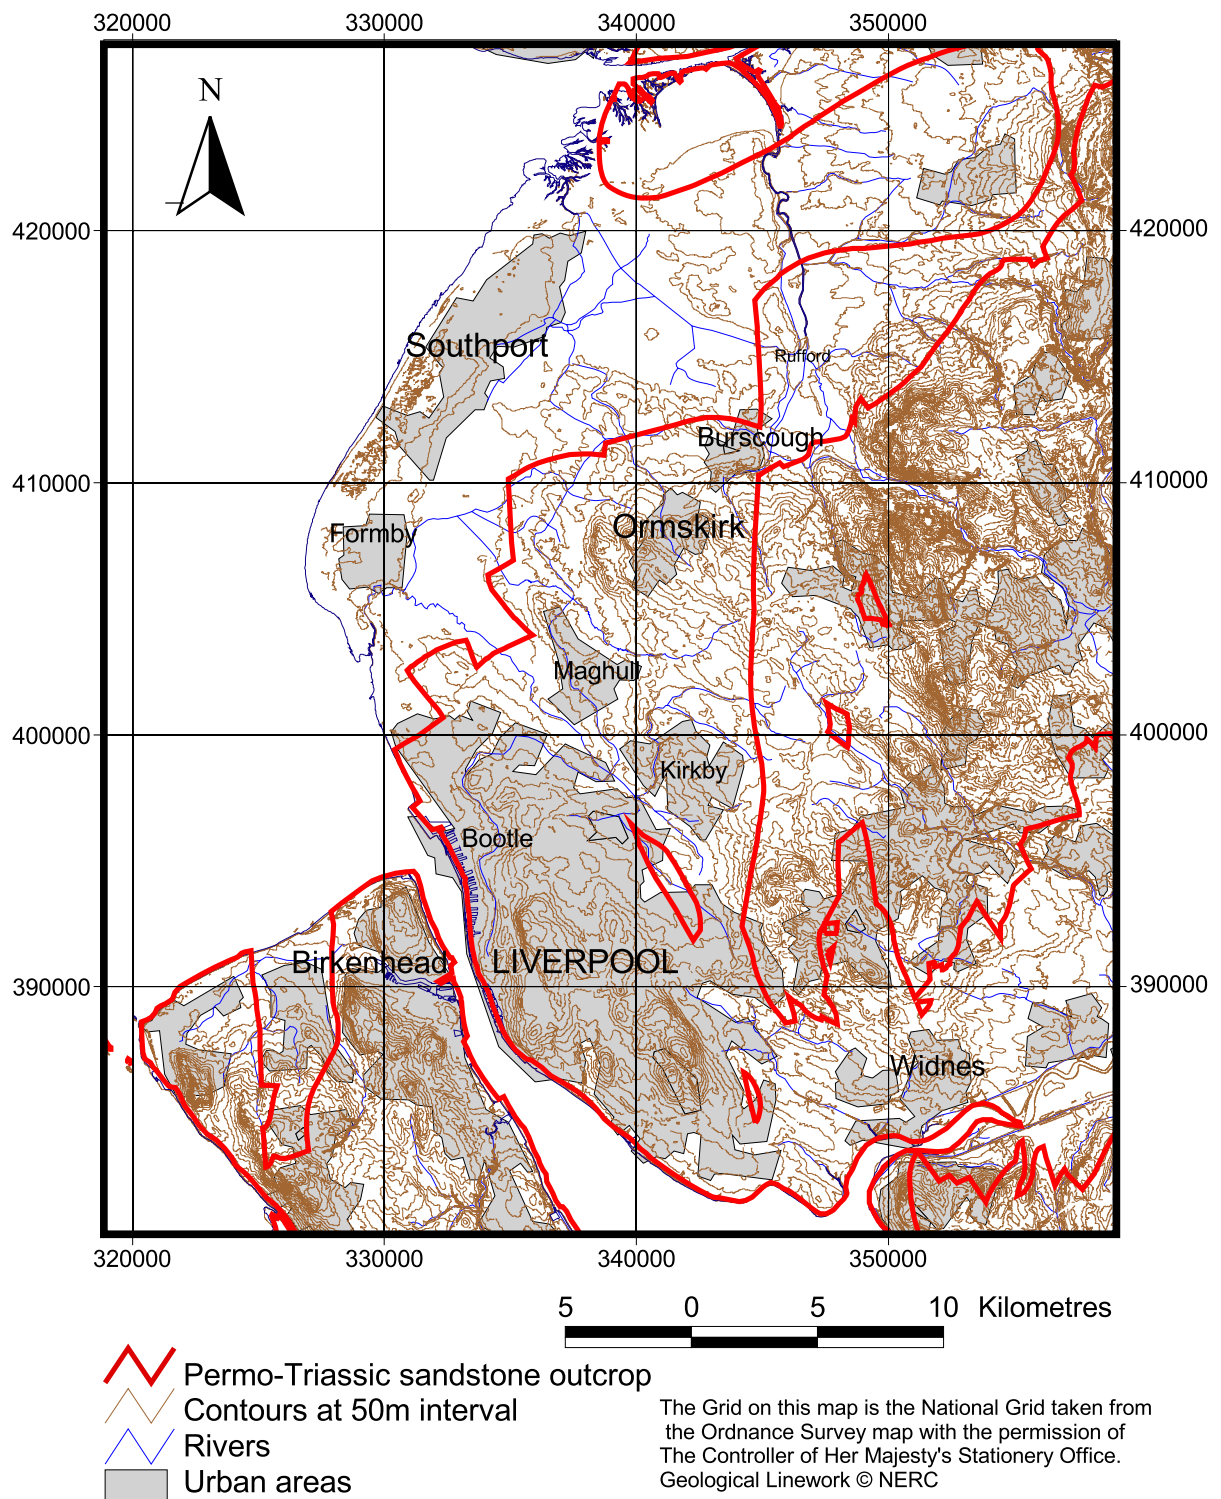 320000 330000 340000 350000
N
420000 420000
Southport
Rufford
Burscough
410000 410000
Ormskirk
Formby
Maghull
400000 400000
Kirkby
Bootle
Birkenhead LIVERPOOL
390000 390000
Widnes
320000 330000 340000 350000
5 0 5 10 Kilometres
Permo-Triassic sandstone outcrop
Contours at 50m interval
Rivers
Urban areas
The Grid on this map is the National Grid taken from
the Ordnance Survey map with the permission of
The Controller of Her Majesty's Stationery Office.
Geological Linework © NERC